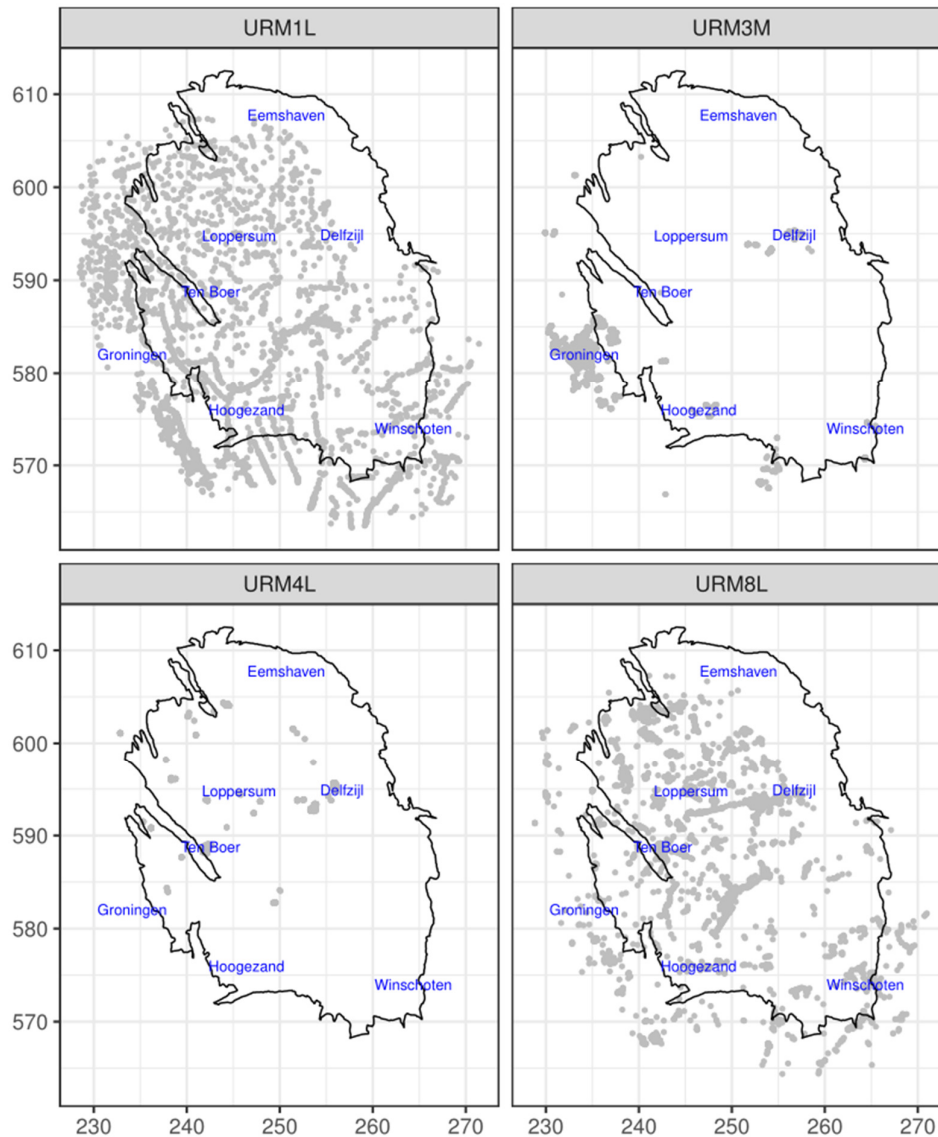 URM1L
URM3M
610
600
590
580
570
Eemshaven
Loppersum
Delfzijl
Ten Boer
Groningen
Hoogezand
Winschoten
Eemshaven
Loppersum
Delfzijl
Ten Boer
Groningen
Hoogezand
Winschoten
URM4L
URM8L
610
600
590
580
570
Eemshaven
Loppersum
Delfzijl
Ten Boer
Groningen
Hoogezand
Winschoten
Eemshaven
Loppersum
Delfzijl
Ten Boer
Groningen
Hoogezand
Winschoten
230 240 250 260 270 230 240 250 260 270